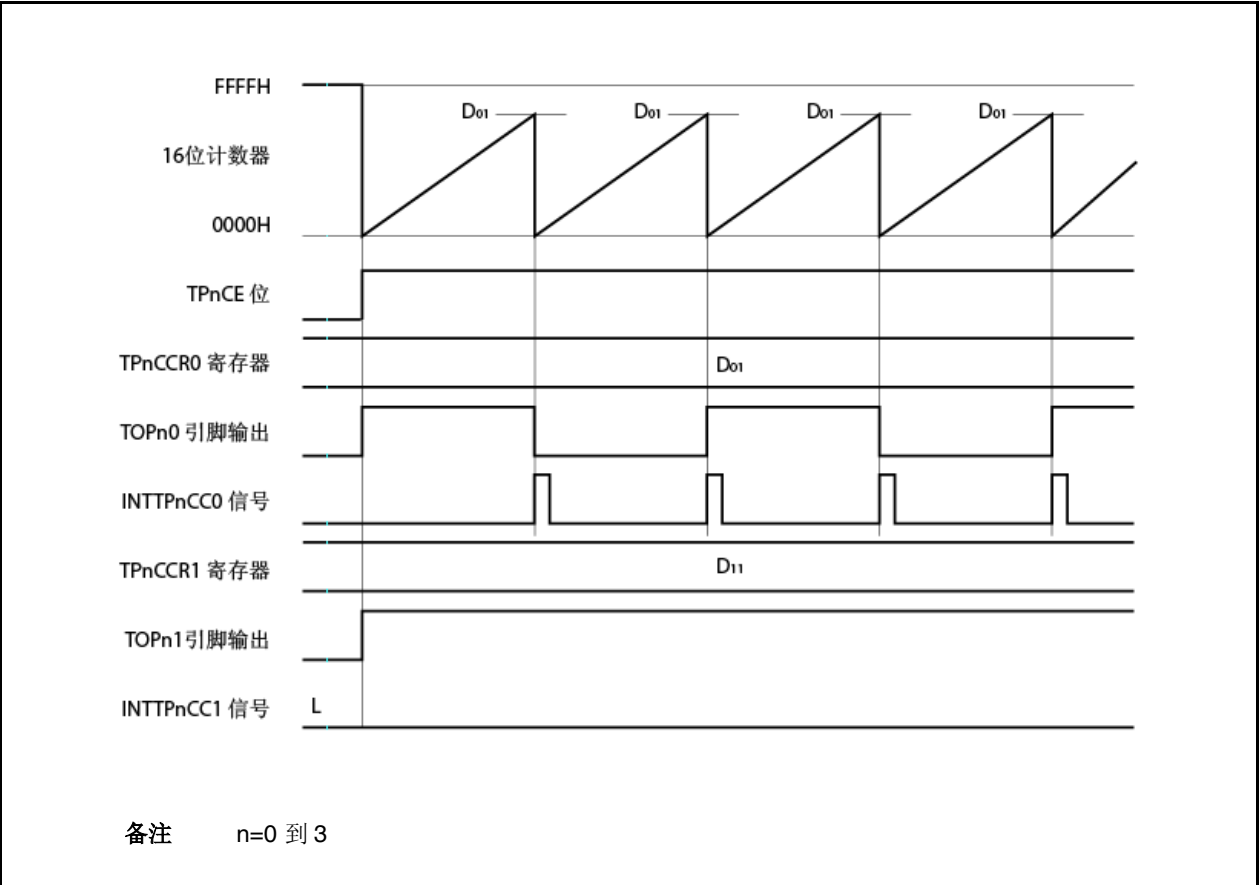 FFFFH
D01 D01 D01 D01
16位计数器
0000H
TPnCE 位
TPnCCR0 寄存器
D01
TOPn0 引脚输出
INTTPnCC0 信号
TPnCCR1 寄存器
D11
TOPn1引脚输出
INTTPnCC1 信号
L
备注 n=0 到 3